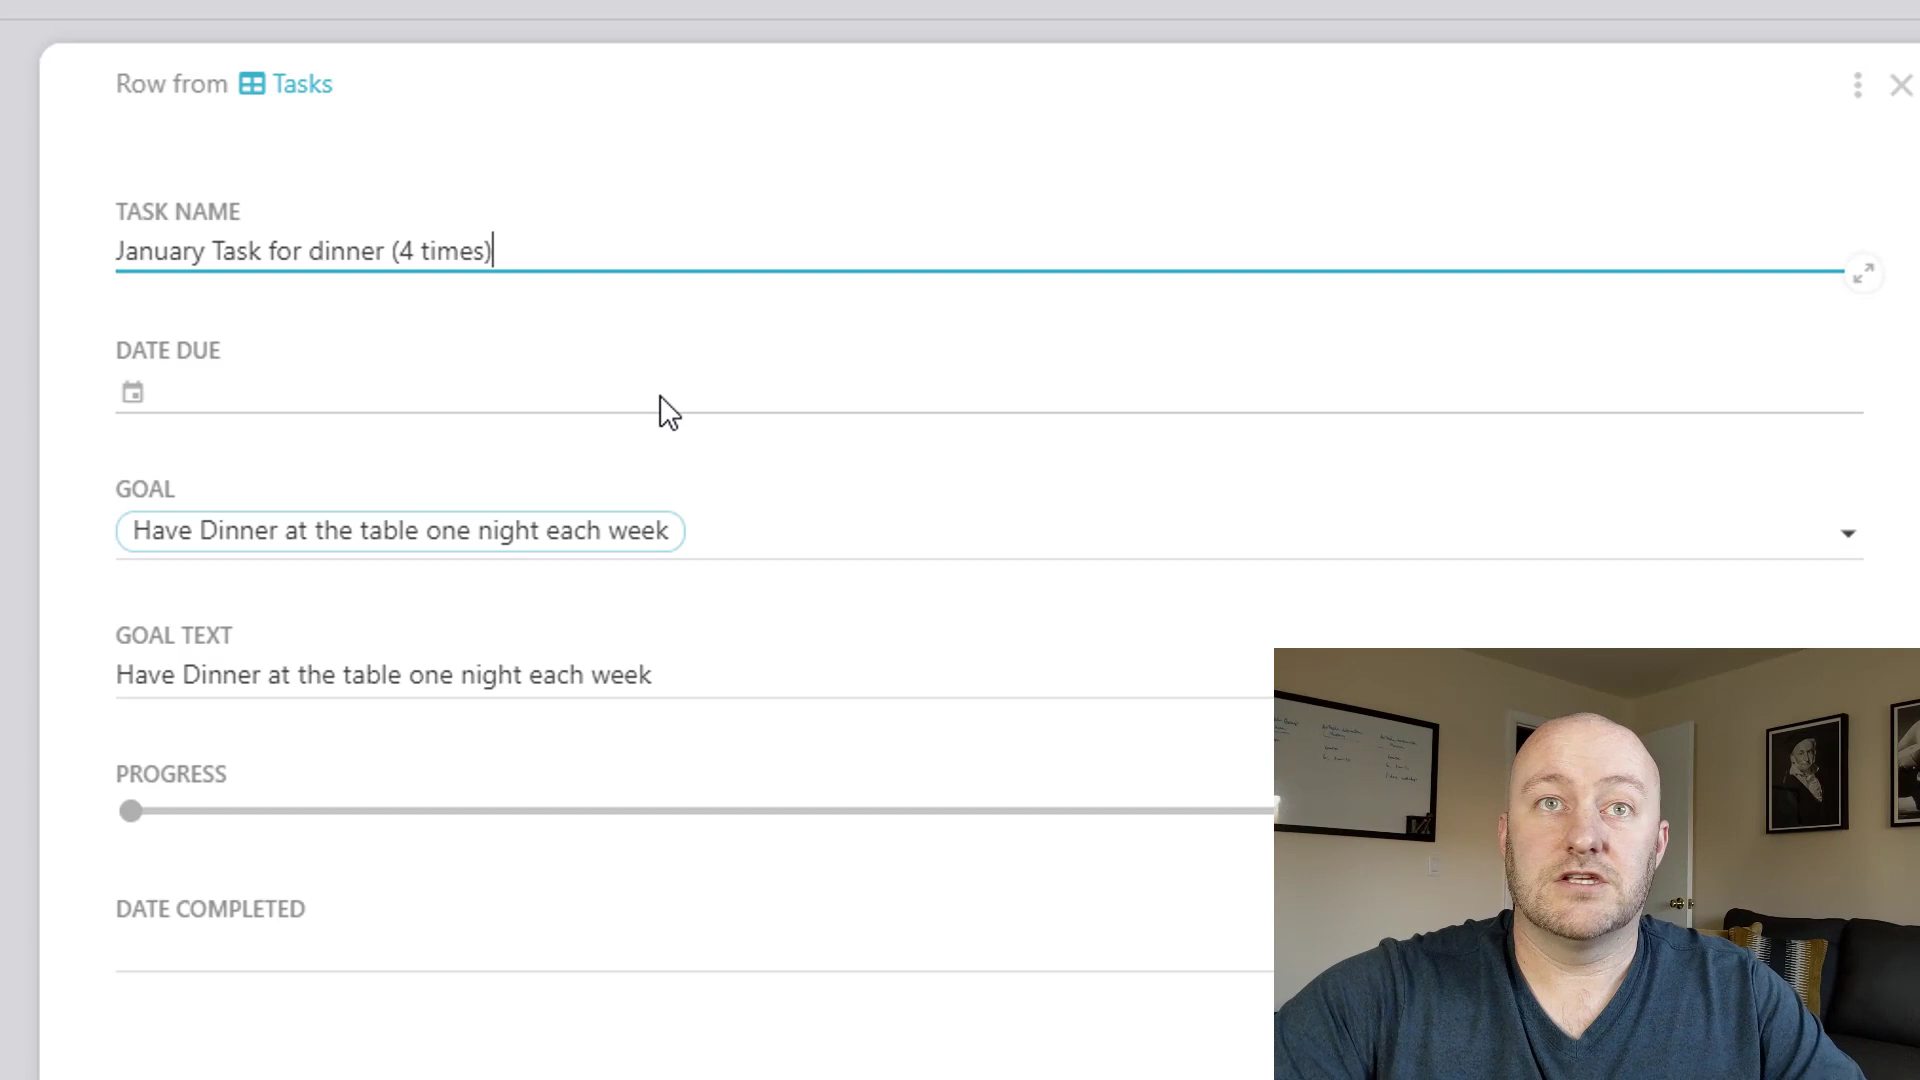 Row from Tasks
TASK NAME
January Task for dinner (4 times)
DATE DUE
GOAL
Have Dinner at the table one night each week
GOAL TEXT
Have Dinner at the table one night each week
PROGRESS
DATE COMPLETED